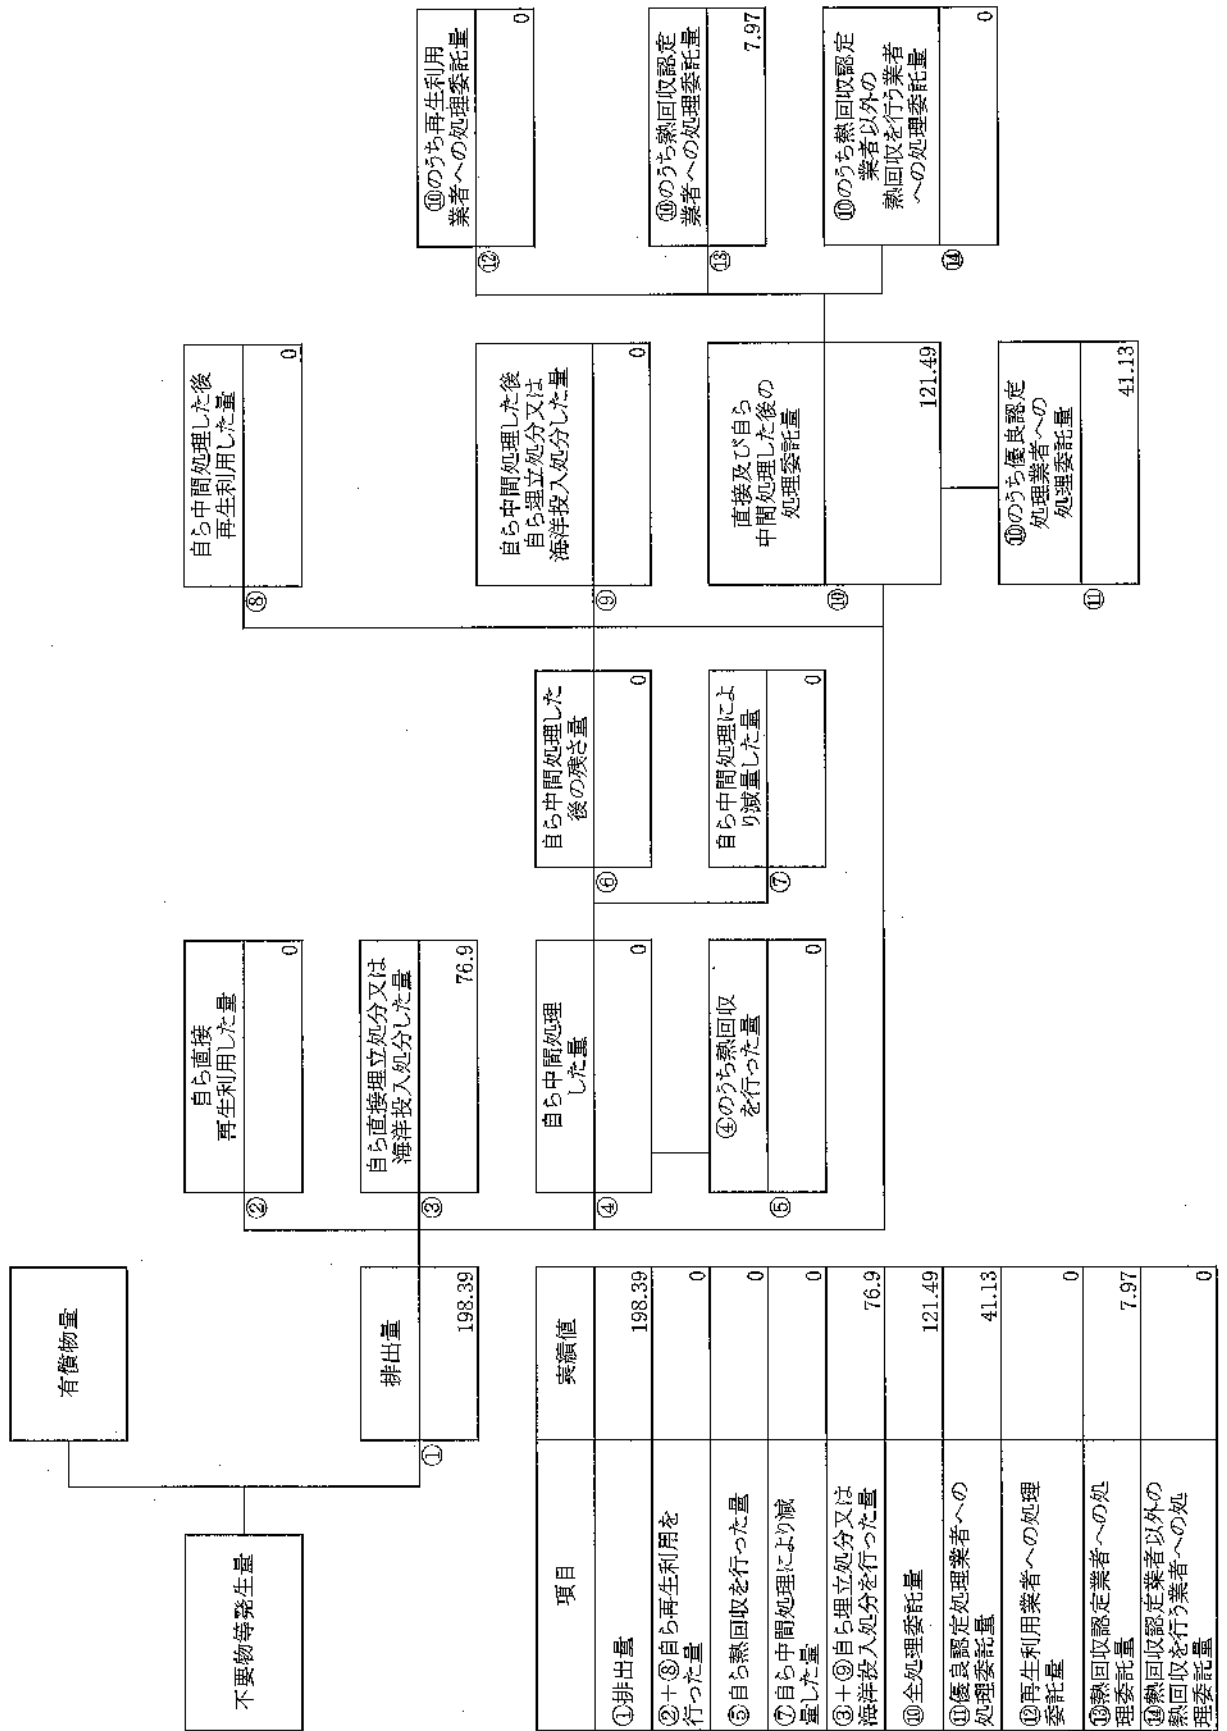 不要物等発生量
有償物量
①
排出量
198.39
②
自ら直接
再生利用した量
0
③
自ら直接埋立処分又は
海洋投入処分した量
76.9
④
自ら中間処理
した量
0
⑤
④のうち熱回収
を行った量
0
⑥
自ら中間処理した
後の残さ量
0
⑦
自ら中間処理によ
り減量した量
0
⑧
自ら中間処理した後
再生利用した量
0
⑨
自ら中間処理した後
自ら埋立処分又は
海洋投入処分した量
0
⑩
直接及び自ら
中間処理した後の
処理委託量
121.49
⑪
⑩のうち優良認定
処理業者への
処理委託量
41.13
⑫
⑩のうち再生利用
業者への処理委託量
0
⑬
⑩のうち熱回収認定
業者への処理委託量
7.97
⑭
⑩のうち熱回収認定
業者以外の
熱回収を行う業者
への処理委託量
0
項目 実績値
①排出量 198.39
②+⑧自ら再生利用を
行った量 0
⑤自ら熱回収を行った量 0
⑦自ら中間処理により減
量した量 0
③+⑨自ら埋立処分又は
海洋投入処分を行った量 76.9
⑩全処理委託量 121.49
⑪優良認定処理業者への
処理委託量 41.13
⑫再生利用業者への処理
委託量 0
⑬熱回収認定業者への処
理委託量 7.97
⑭熱回収認定業者以外の
熱回収を行う業者への処
理委託量 0